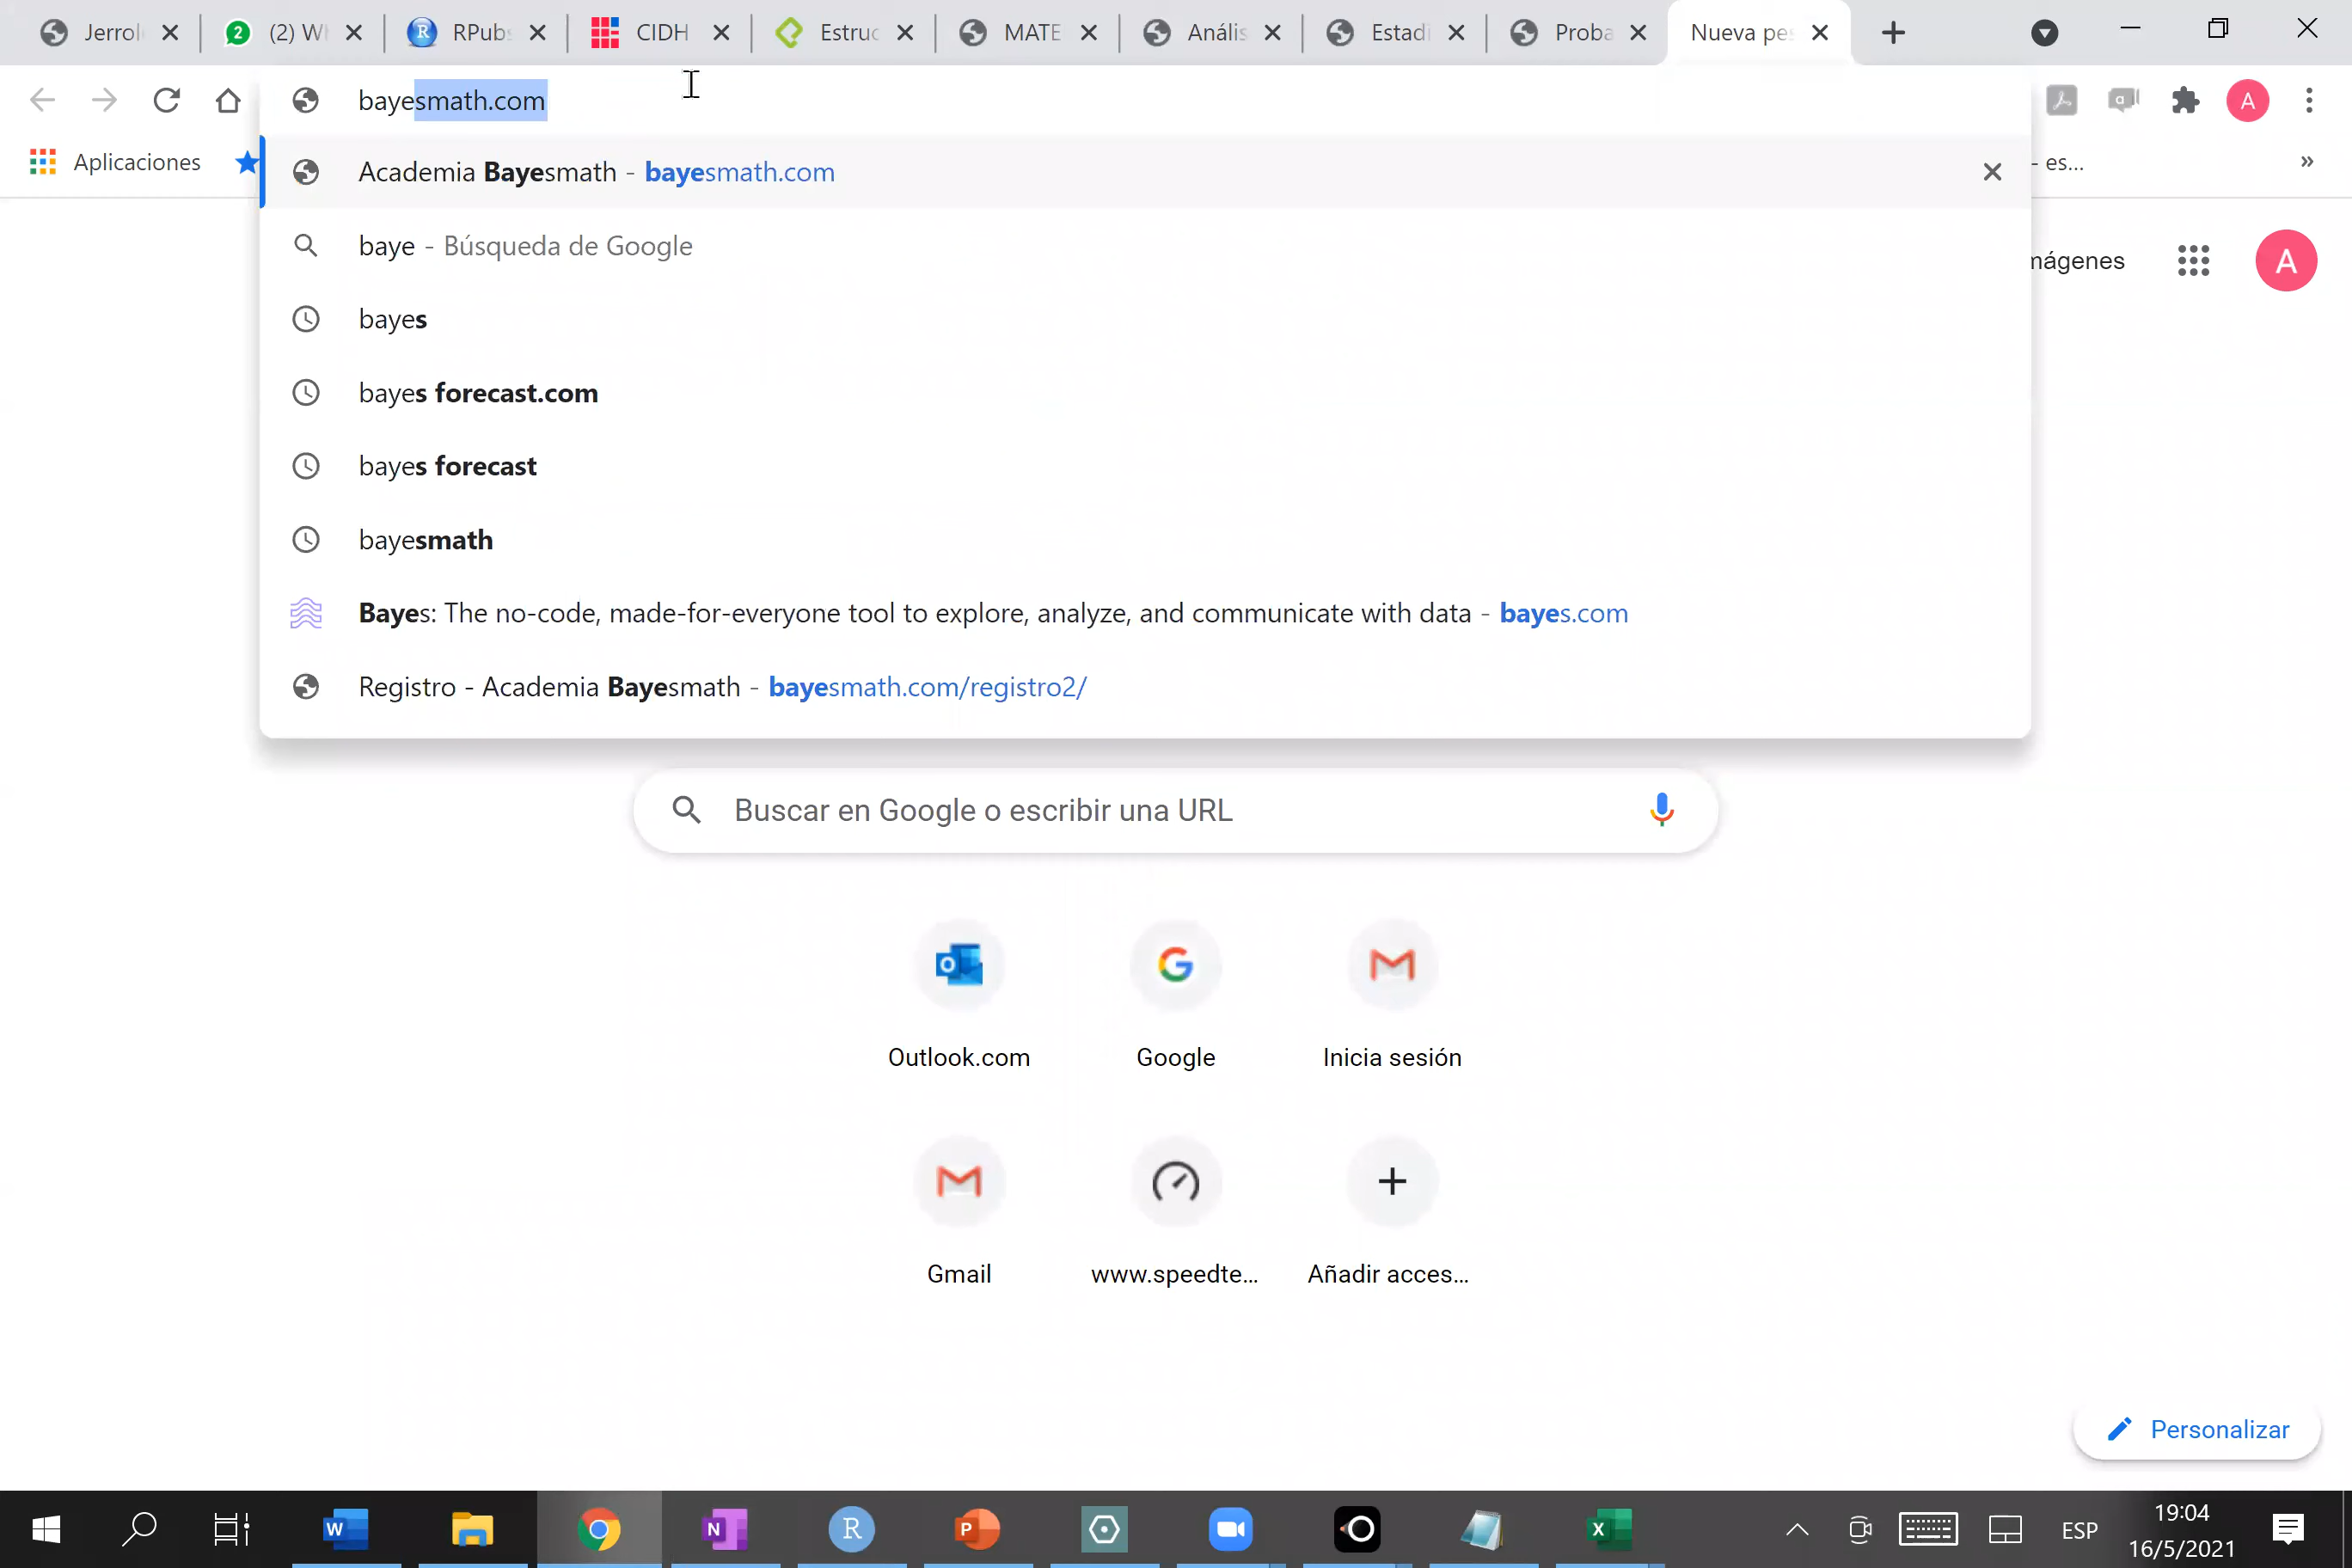 Jerrol
(2) W
RPubs
CIDH
Estruc
MATE
Anális
Estadi
Proba
Nueva pes
bayesmath.com
Aplicaciones
- es...
»
Academia Bayesmath - bayesmath.com
baye - Búsqueda de Google
mágenes
A
bayes
bayes forecast.com
bayes forecast
bayesmath
Bayes: The no-code, made-for-everyone tool to explore, analyze, and communicate with data - bayes.com
Registro - Academia Bayesmath - bayesmath.com/registro2/
Buscar en Google o escribir una URL
Outlook.com
Google
Inicia sesión
Gmail
www.speedte...
Añadir acces...
Personalizar
ESP
19:04
16/5/2021